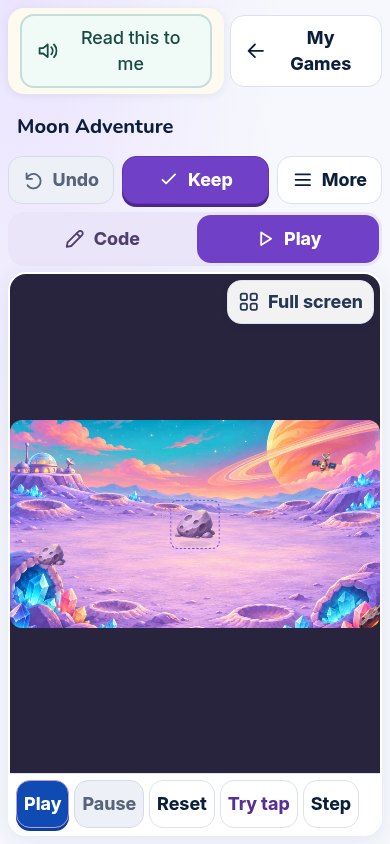 Read this to
me
My
Games
Moon Adventure
Undo
Keep
More
Code
Play
Full screen
Play
Pause
Reset
Try tap
Step